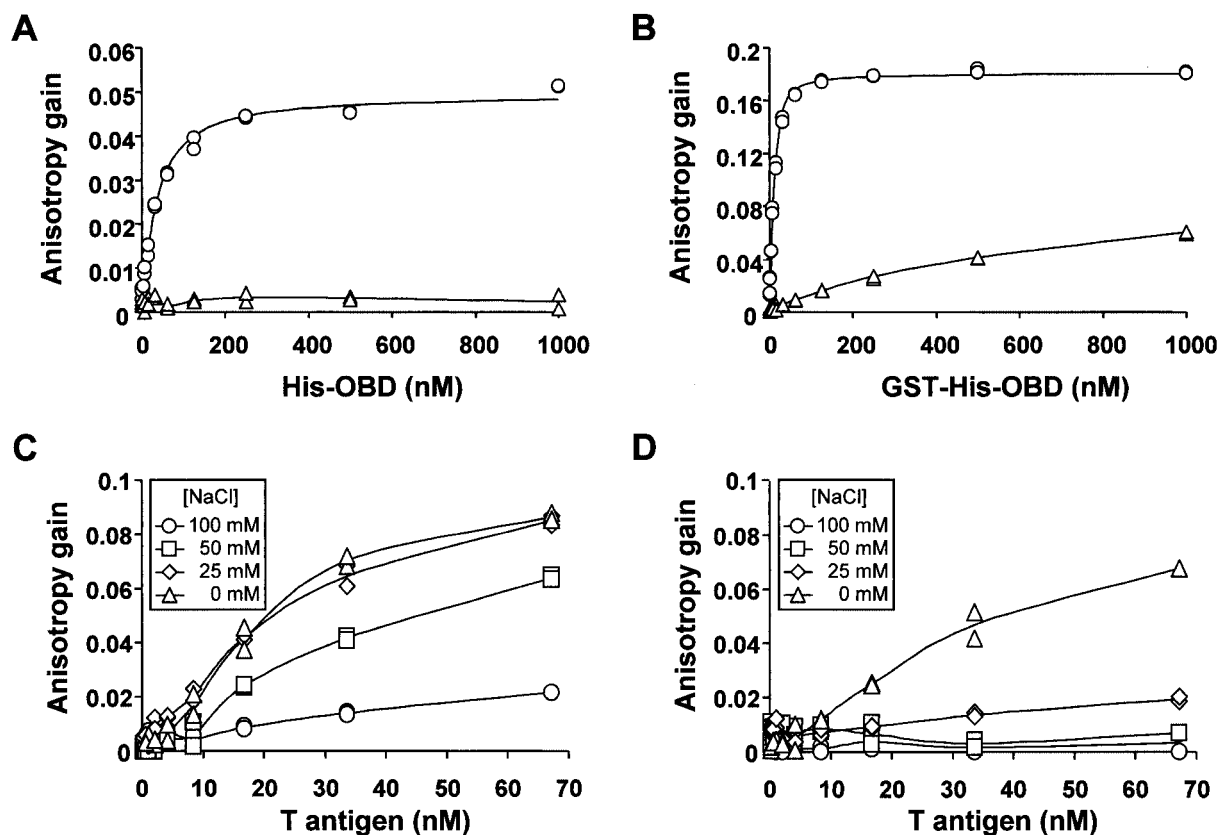 A
Anisotropy gain
0.06
0.05
0.04
0.03
0.02
0.01
0
0 200 400 600 800 1000
His-OBD (nM)
B
Anisotropy gain
0.2
0.16
0.12
0.08
0.04
0
0 200 400 600 800 1000
GST-His-OBD (nM)
C
Anisotropy gain
0.1
0.08
0.06
0.04
0.02
0
[NaCl]
100 mM
50 mM
25 mM
0 mM
0 10 20 30 40 50 60 70
T antigen (nM)
D
Anisotropy gain
0.1
0.08
0.06
0.04
0.02
0
[NaCl]
100 mM
50 mM
25 mM
0 mM
0 10 20 30 40 50 60 70
T antigen (nM)